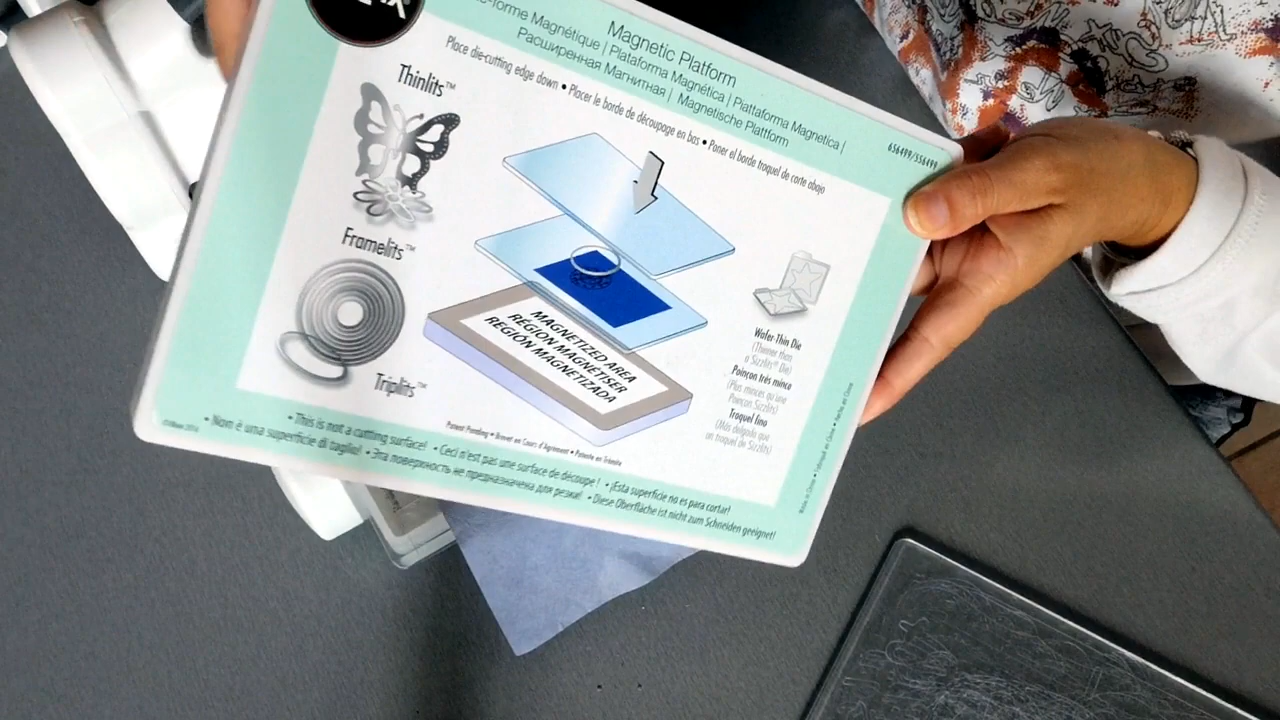 Magnetic Platform
Magnétique | Plataforma Magnética | Piattaforma Magnetica |
Расширенная Магнитная | Magnetische Plattform
656499/556499
Place die-cutting edge down • Placer le borde de découpage en bas • Poner el borde troquel de corte abajo
Thinlits™
Framelits™
Triplits™
MAGNETIZED AREA
RÉGION MAGNÉTISER
REGIÓN MAGNETIZADA
Wafer-Thin Die
(Thinner than
a Sizzlits® Die)
Poinçon très mince
(Plus minces qu'une
Poinçon Sizzlits)
Troquel fino
(Más delgado que
un troquel de Sizzlits)
Patent Pending • Brevet en Cours d'Agrement • Patente en Trámite
• This is not a cutting surface! • Ceci n'est pas une surface de découpe! • ¡Esta superficie no es para cortar!
• Non è una superficie di taglio! • Эта поверхность не предназначена для резки! • Diese Oberfläche ist nicht zum Schneiden geeignet!